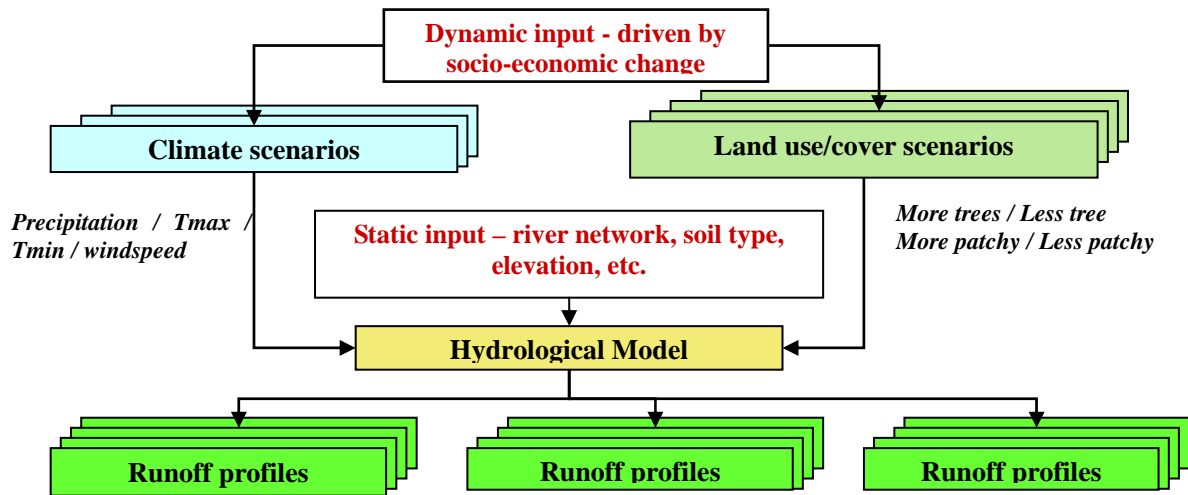 Dynamic input - driven by
socio-economic change
Climate scenarios
Land use/cover scenarios
Precipitation / Tmax /
Tmin / windspeed
Static input – river network, soil type,
elevation, etc.
More trees / Less tree
More patchy / Less patchy
Hydrological Model
Runoff profiles
Runoff profiles
Runoff profiles